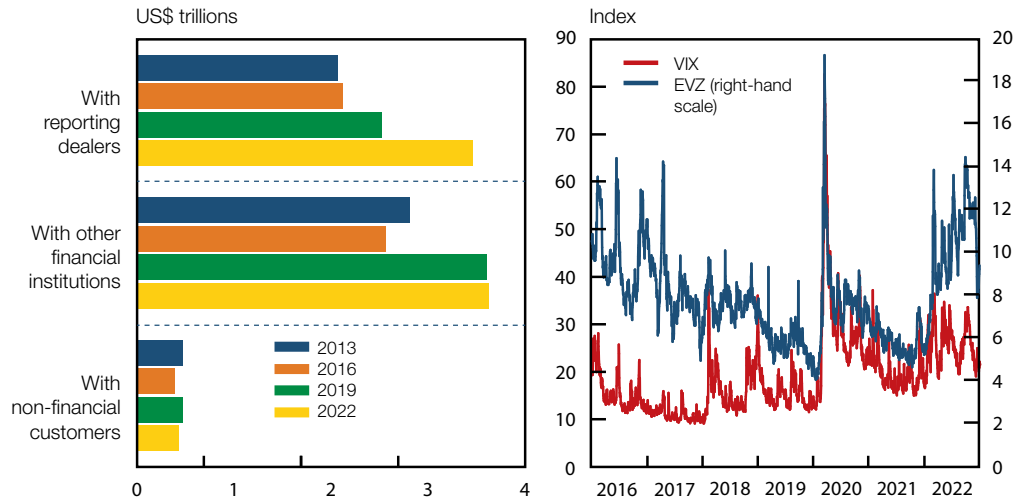 US$ trillions
With
reporting
dealers
With other
financial
institutions
With
non-financial
customers
2013
2016
2019
2022
0
1
2
3
4
Index
90
80
70
60
50
40
30
20
10
0
VIX
EVZ (right-hand
scale)
20
18
16
14
12
10
8
6
4
2
0
2016
2017
2018
2019
2020
2021
2022